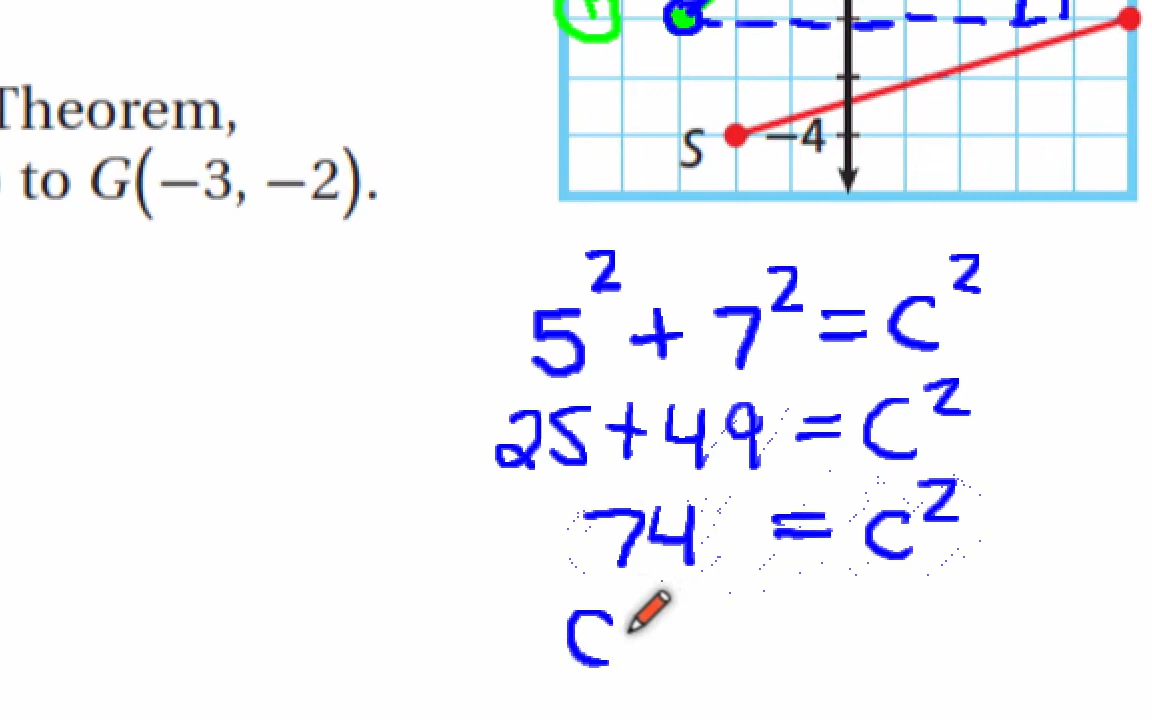 Theorem,
to G(−3, −2).
S
−4
5² + 7² = c²
25 + 49 = c²
74 = c²
c